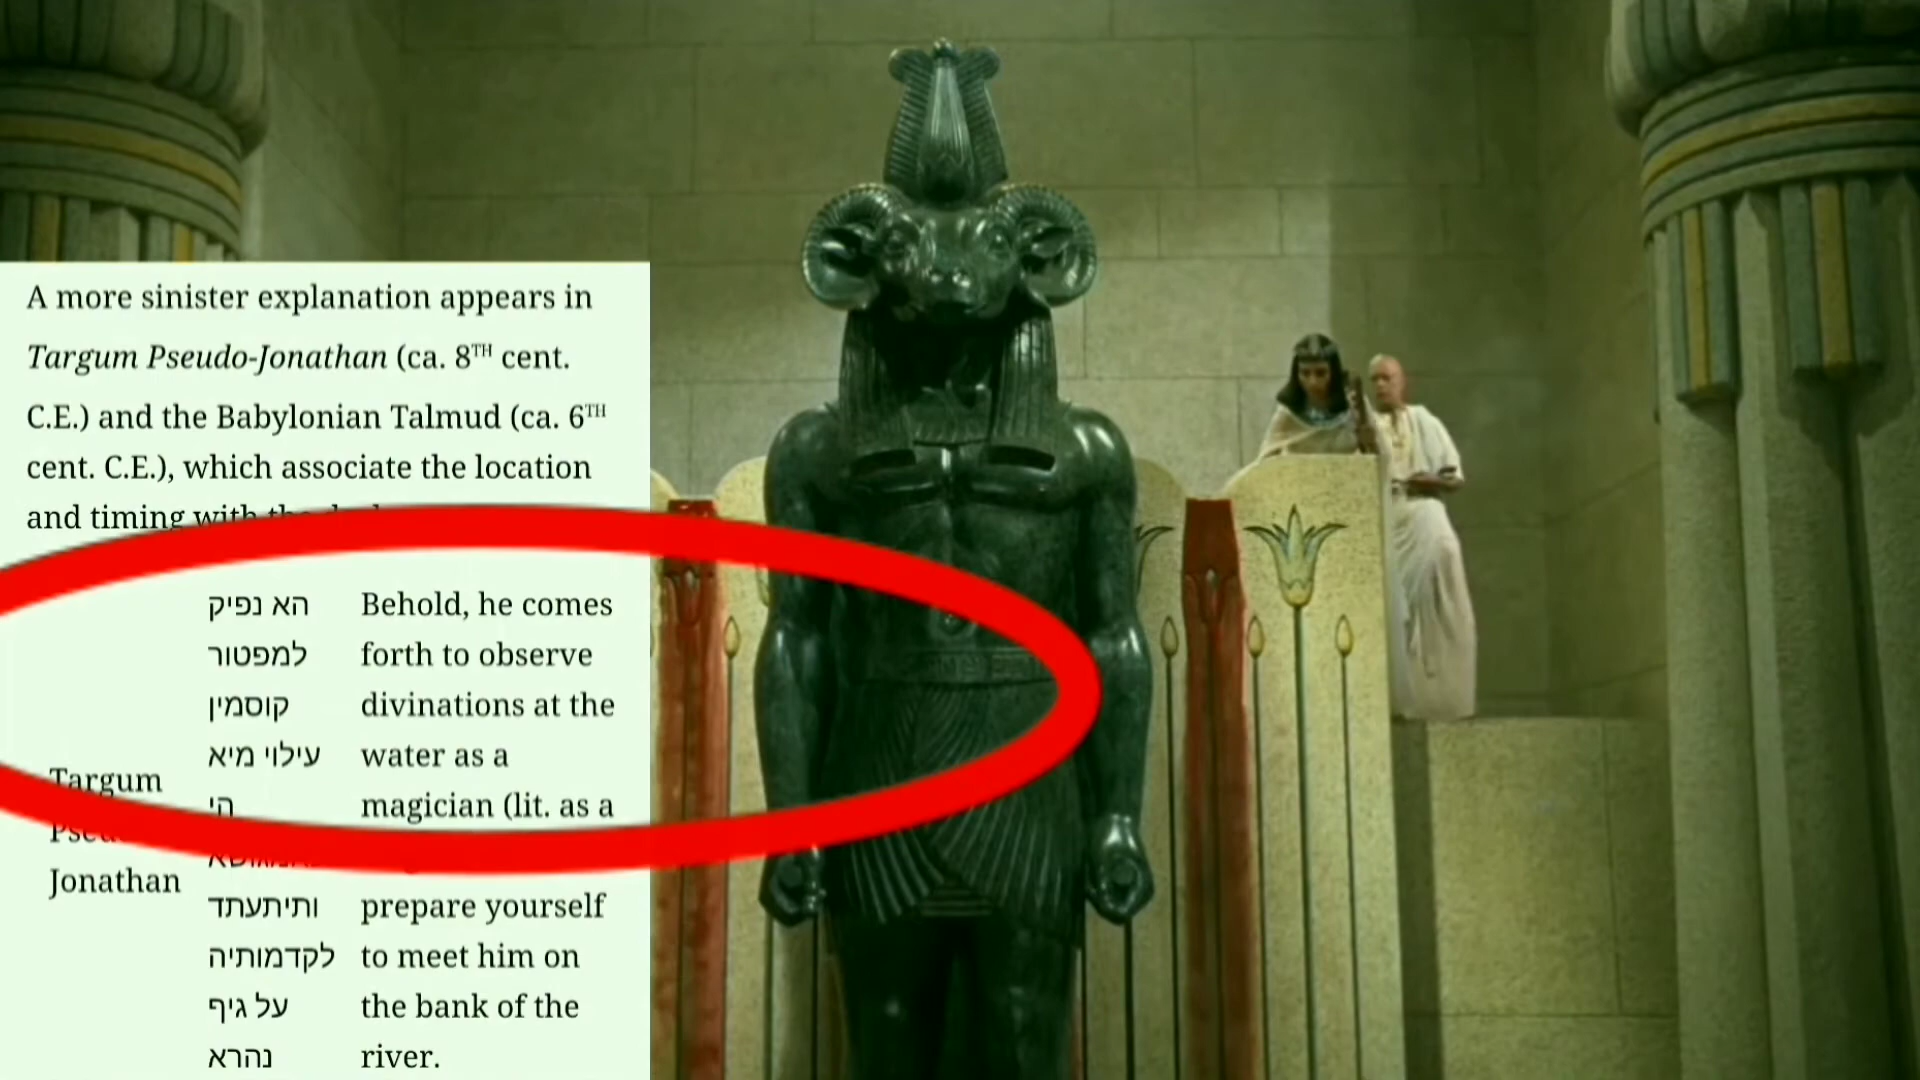 A more sinister explanation appears in
Targum Pseudo-Jonathan (ca. 8TH cent.
C.E.) and the Babylonian Talmud (ca. 6TH
cent. C.E.), which associate the location
and timing with the
הא נפיק
למפטור
קוסמין
עילוי מיא
הי
ותיתעתד
לקדמותיה
על גיף
נהרא
Behold, he comes
forth to observe
divinations at the
water as a
magician (lit. as a
prepare yourself
to meet him on
the bank of the
river.
Targum
Jonathan